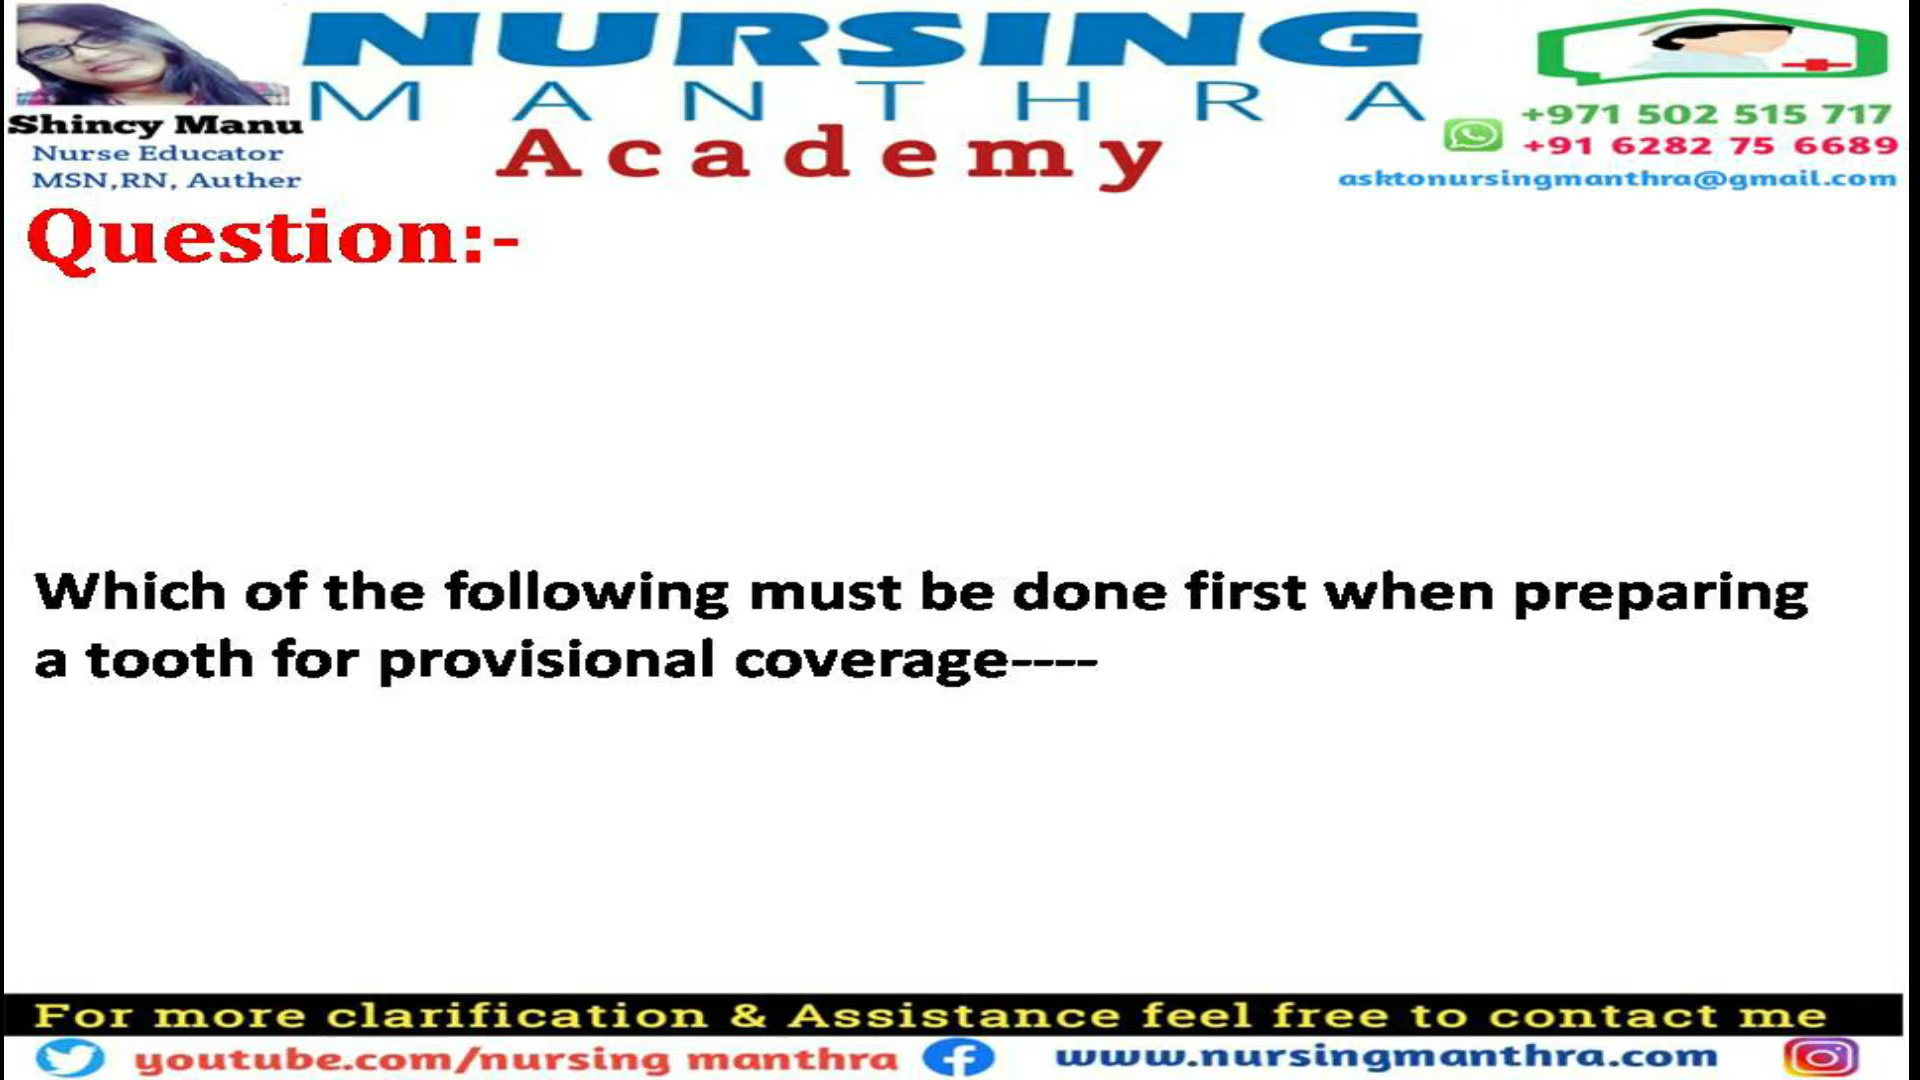 NURSING
MANTHRA
Academy
Shincy Manu
Nurse Educator
MSN,RN, Auther
+971 502 515 717
+91 6282 75 6689
asktonursingmanthra@gmail.com
Question:-
Which of the following must be done first when preparing
a tooth for provisional coverage----
For more clarification & Assistance feel free to contact me
youtube.com/nursing manthra
www.nursingmanthra.com